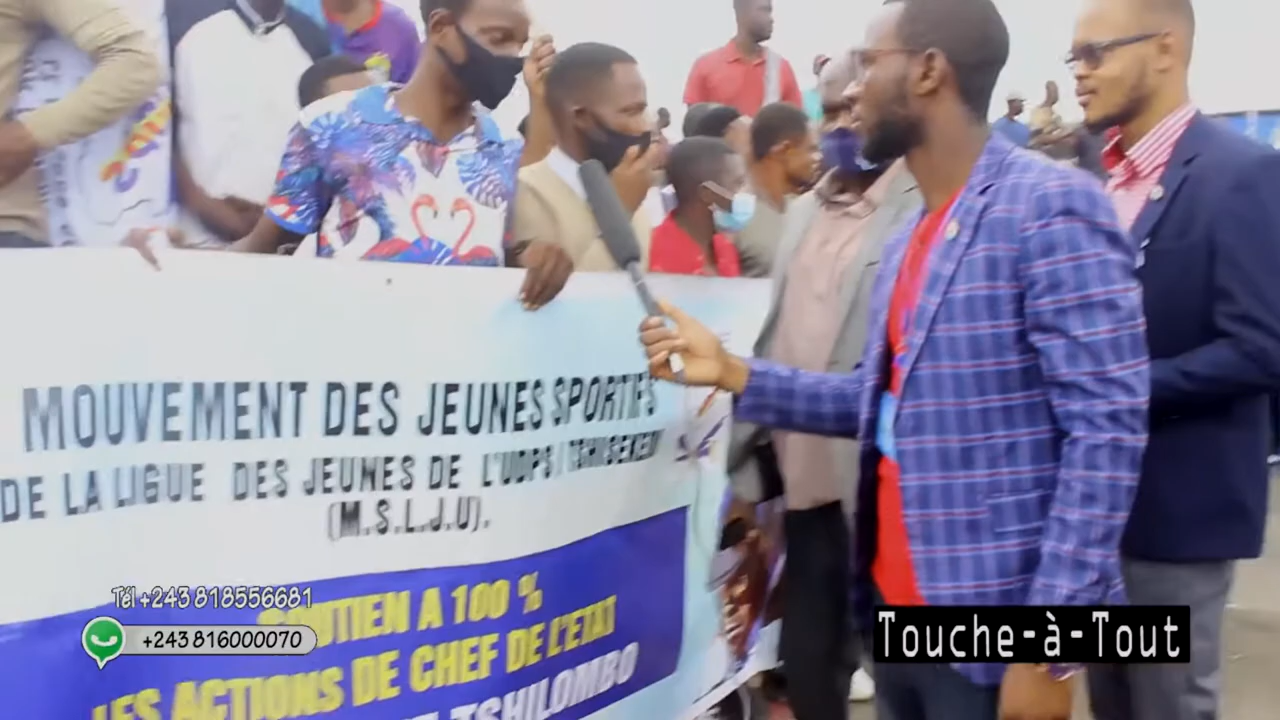 MOUVEMENT DES JEUNES SPORTIFS
DE LA LIGUE DES JEUNES DE L'UDPS / TSHISEKEDI
(M.S.L.J.U).
SOUTIEN A 100 %
LES ACTIONS DE CHEF DE L'ETAT
TSHILOMBO
Tél +243 818556681
+243 816000070
Touche-à-Tout